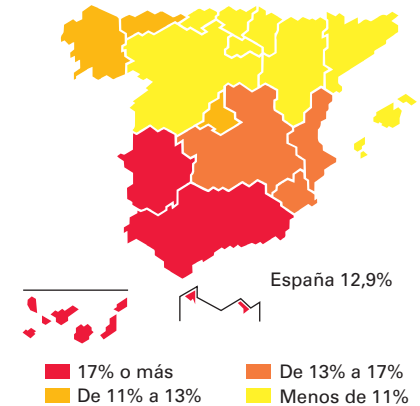 España 12,9%
17% o más
De 13% a 17%
De 11% a 13%
Menos de 11%